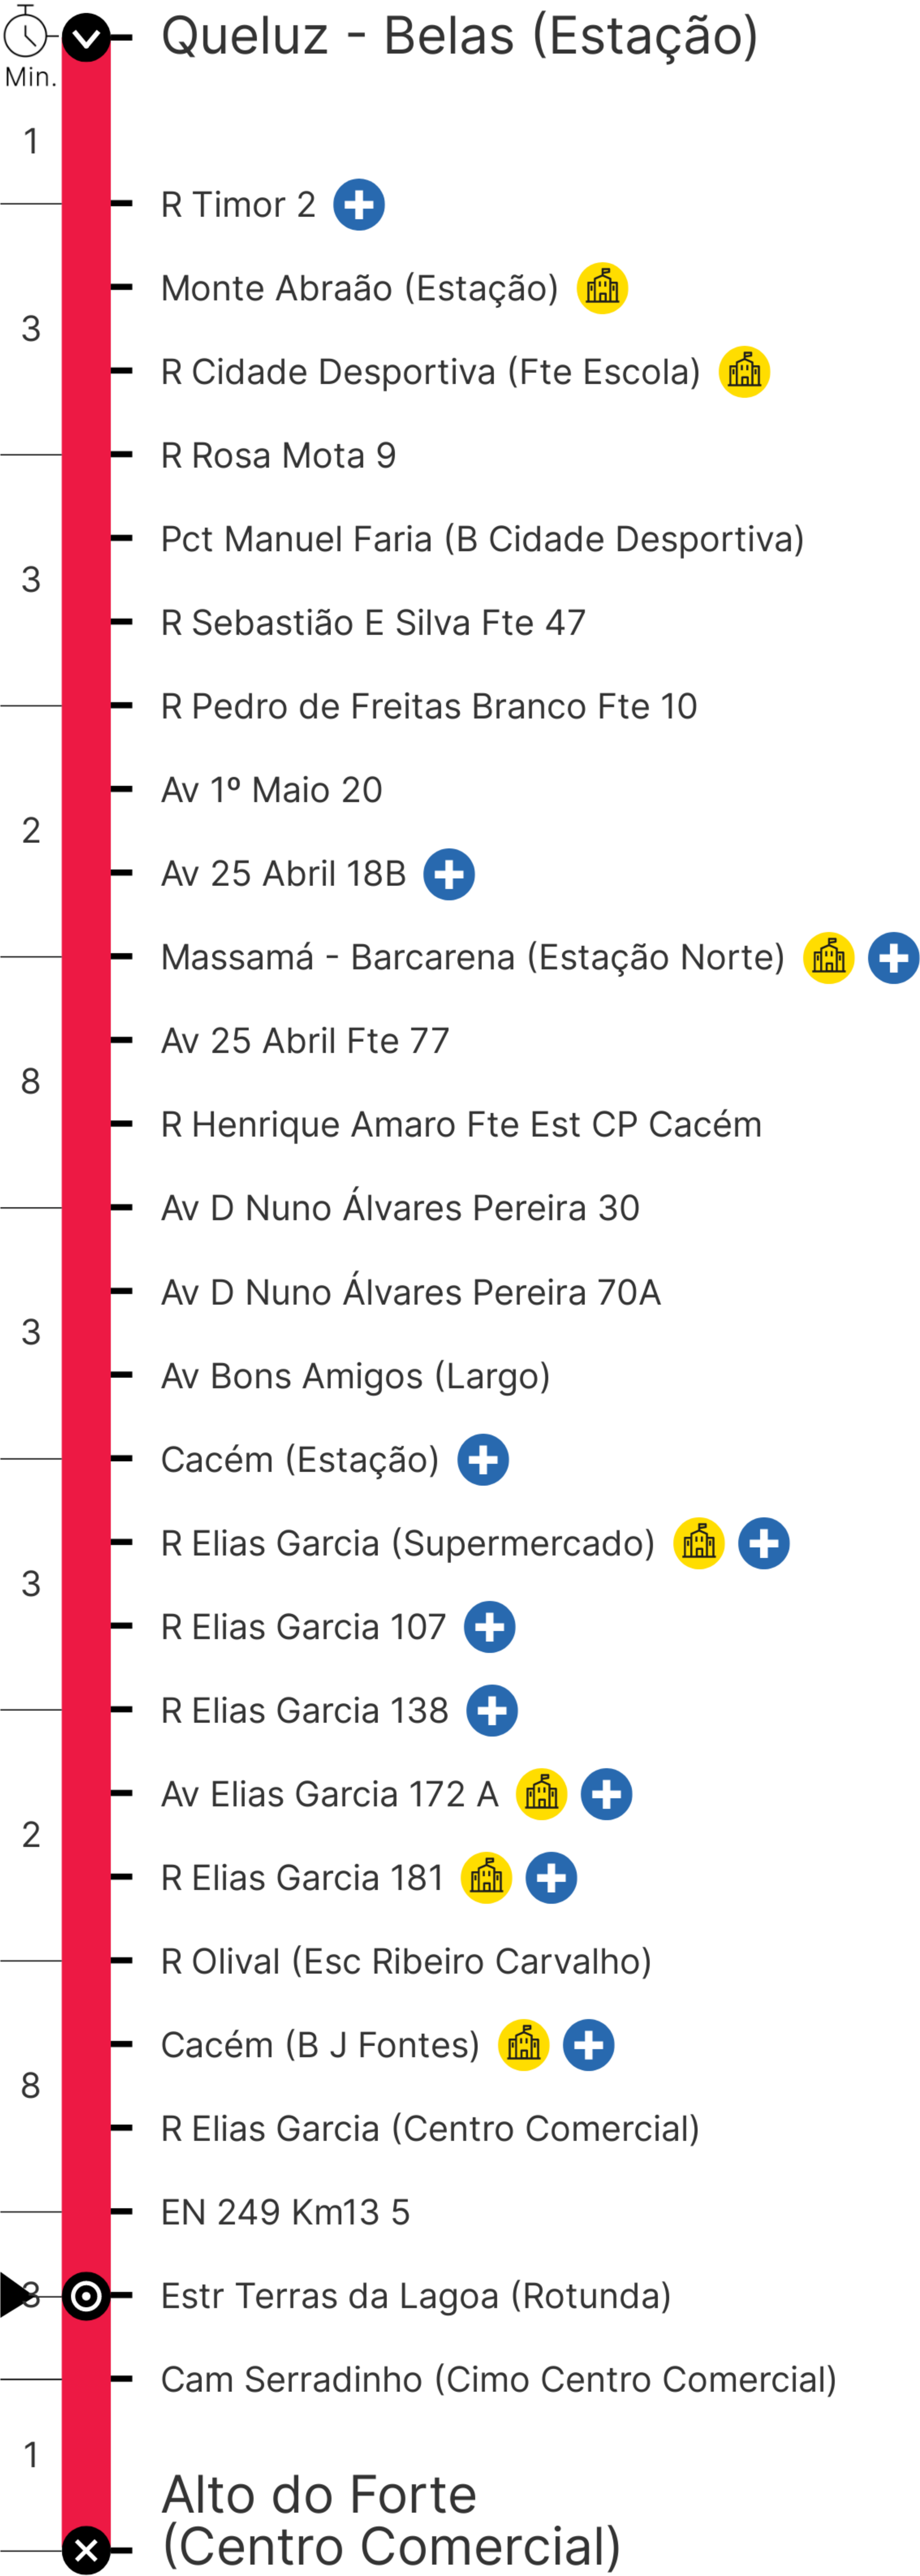 Queluz - Belas (Estação)
Min.
1
R Timor 2
Monte Abraão (Estação)
3
R Cidade Desportiva (Fte Escola)
R Rosa Mota 9
Pct Manuel Faria (B Cidade Desportiva)
3
R Sebastião E Silva Fte 47
R Pedro de Freitas Branco Fte 10
Av 1º Maio 20
2
Av 25 Abril 18B
Massamá - Barcarena (Estação Norte)
Av 25 Abril Fte 77
8
R Henrique Amaro Fte Est CP Cacém
Av D Nuno Álvares Pereira 30
Av D Nuno Álvares Pereira 70A
3
Av Bons Amigos (Largo)
Cacém (Estação)
R Elias Garcia (Supermercado)
3
R Elias Garcia 107
R Elias Garcia 138
Av Elias Garcia 172 A
2
R Elias Garcia 181
R Olival (Esc Ribeiro Carvalho)
Cacém (B J Fontes)
8
R Elias Garcia (Centro Comercial)
EN 249 Km13 5
Estr Terras da Lagoa (Rotunda)
Cam Serradinho (Cimo Centro Comercial)
1
Alto do Forte
(Centro Comercial)